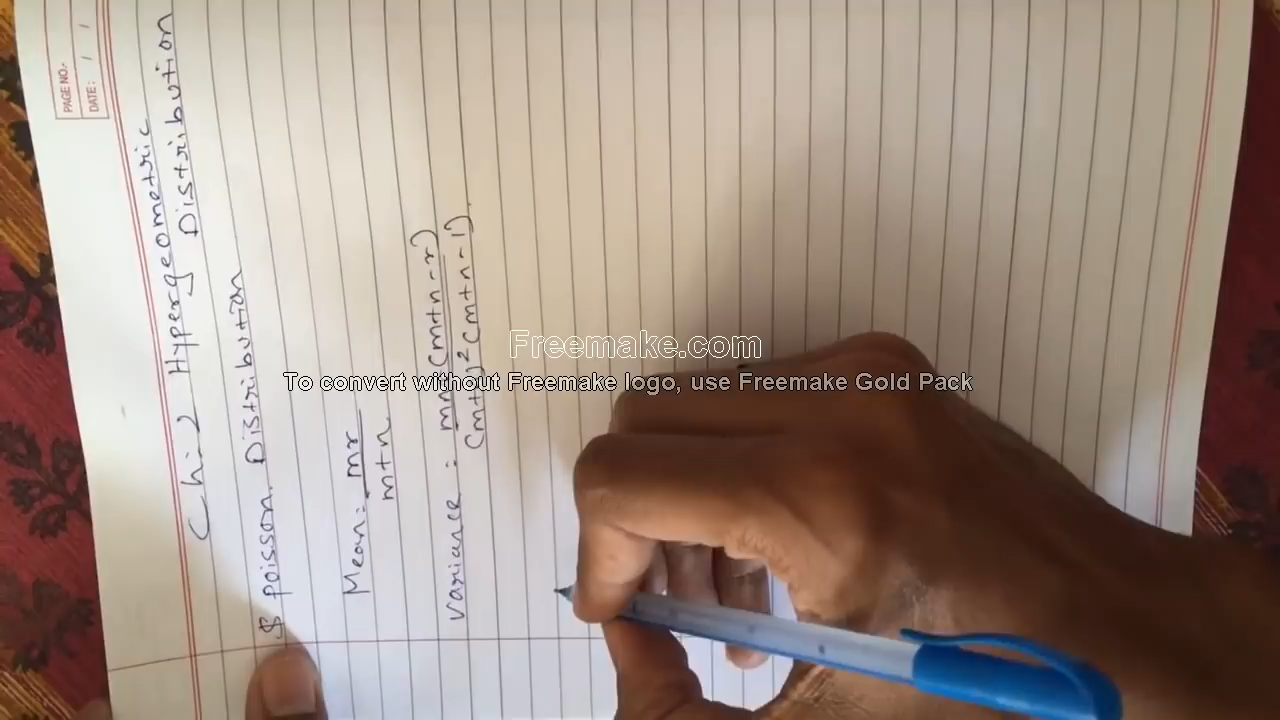 PAGE NO.:
DATE: / /
Ch-2 Hypergeometric
Distribution
$ Poisson. Distribution
Mean = mr
m+n
Variance : (m+n-r)
(m+n)² (m+n-1).
Freemake.com
To convert without Freemake logo, use Freemake Gold Pack